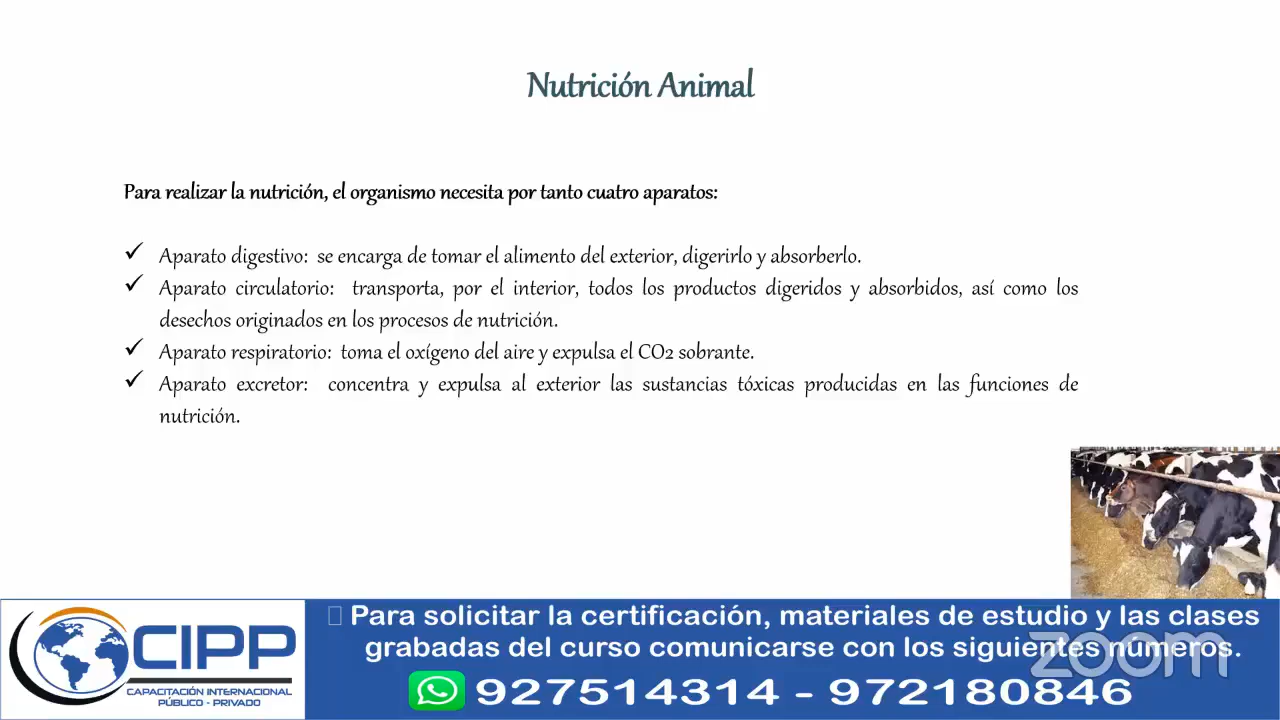 Nutrición Animal
Para realizar la nutrición, el organismo necesita por tanto cuatro aparatos:
✓ Aparato digestivo: se encarga de tomar el alimento del exterior, digerirlo y absorberlo.
✓ Aparato circulatorio: transporta, por el interior, todos los productos digeridos y absorbidos, así como los
desechos originados en los procesos de nutrición.
✓ Aparato respiratorio: toma el oxígeno del aire y expulsa el CO2 sobrante.
✓ Aparato excretor: concentra y expulsa al exterior las sustancias tóxicas producidas en las funciones de
nutrición.
Para solicitar la certificación, materiales de estudio y las clases
grabadas del curso comunicarse con los siguientes números.
927514314 - 972180846
zoom
CIPP
CAPACITACIÓN INTERNACIONAL
PÚBLICO - PRIVADO